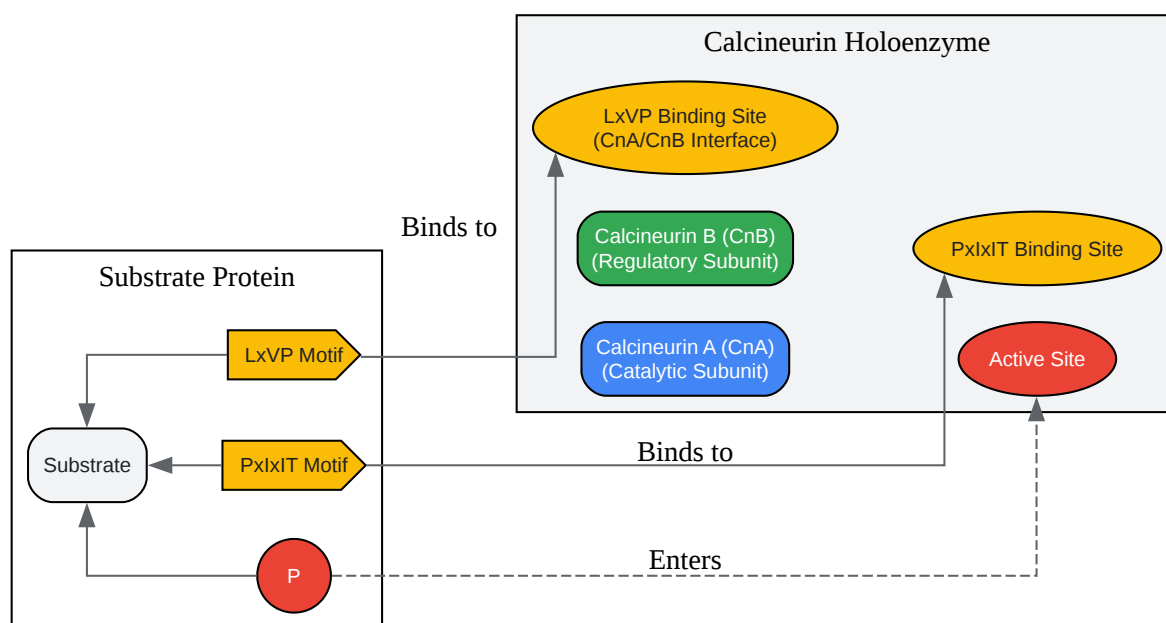 Calcineurin Holoenzyme
LxVP Binding Site
(CnA/CnB Interface)
Binds to
Calcineurin B (CnB)
(Regulatory Subunit)
PxIxIT Binding Site
Substrate Protein
LxVP Motif
Calcineurin A (CnA)
(Catalytic Subunit)
Active Site
Substrate
PxIxIT Motif
Binds to
P
Enters